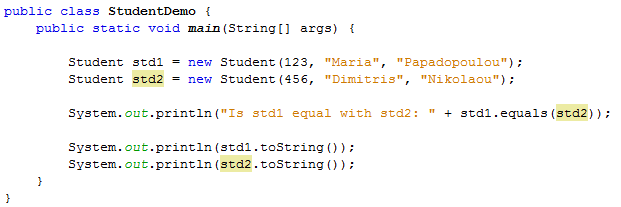 public class StudentDemo {
    public static void main(String[] args) {
        Student std1 = new Student(123, "Maria", "Papadopoulou");
        Student std2 = new Student(456, "Dimitris", "Nikolaou");
        System.out.println("Is std1 equal with std2: " + std1.equals(std2));
        System.out.println(std1.toString());
        System.out.println(std2.toString());
    }
}